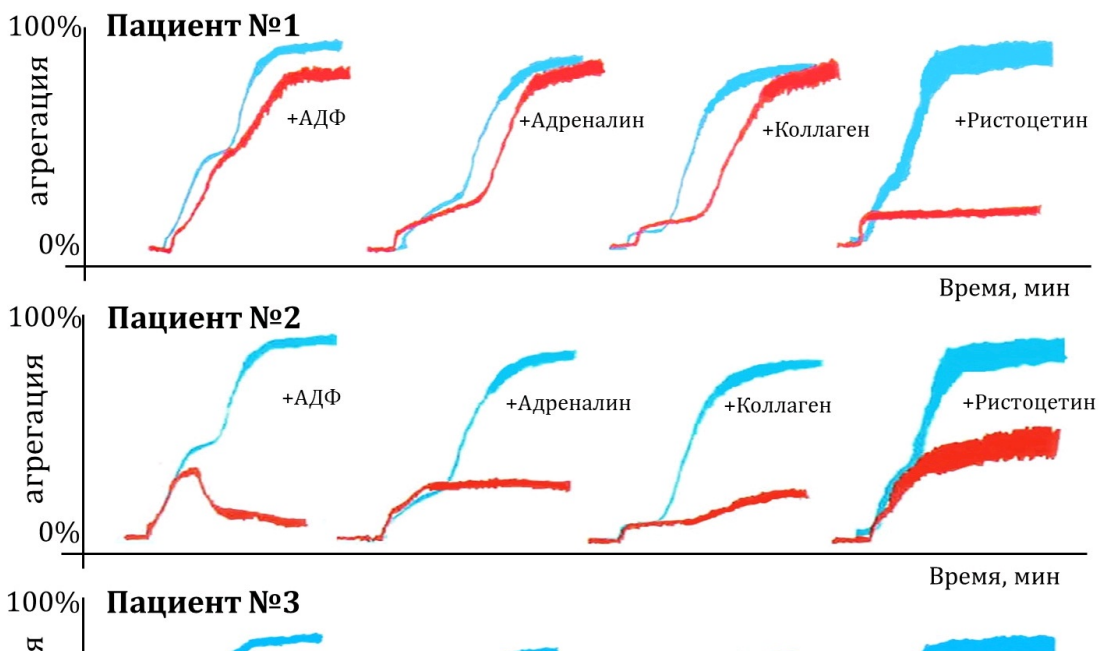 100%
Пациент №1
агрегация
+АДФ
+Адреналин
+Коллаген
+Ристоцетин
0%
Время, мин
100%
Пациент №2
агрегация
+АДФ
+Адреналин
+Коллаген
+Ристоцетин
0%
Время, мин
100%
Пациент №3
я